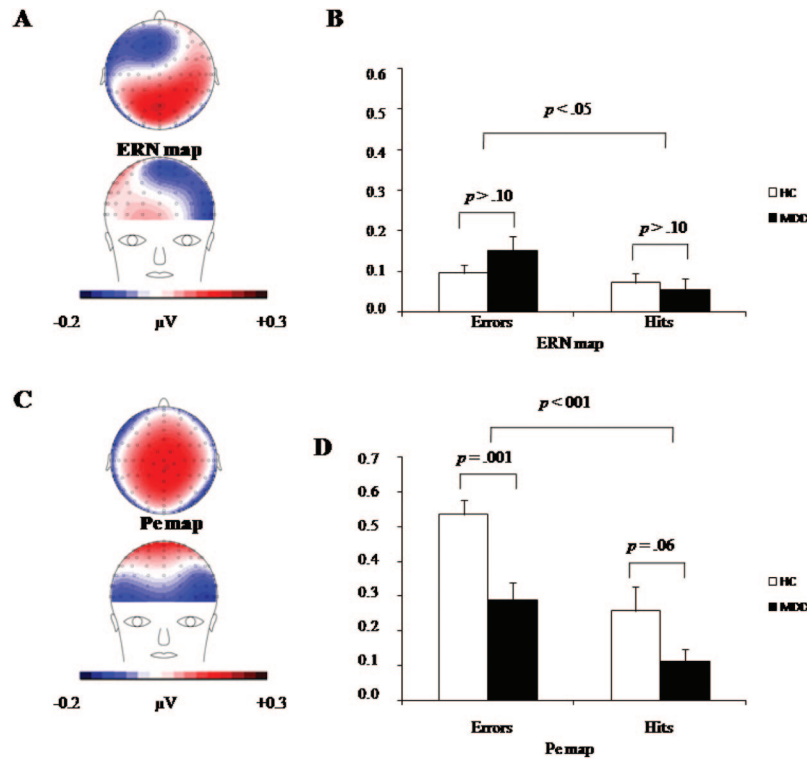 A
ERN map
-0.2 μV +0.3
B
0.6
0.5
0.4
0.3
0.2
0.1
0.0
p < .05
p > .10
p > .10
HC
MDD
Errors Hits
ERN map
C
Pe map
-0.2 μV +0.3
D
p < 001
0.7
0.6
0.5
0.4
0.3
0.2
0.1
0.0
p = .001
p = .06
HC
MDD
Errors Hits
Pe map